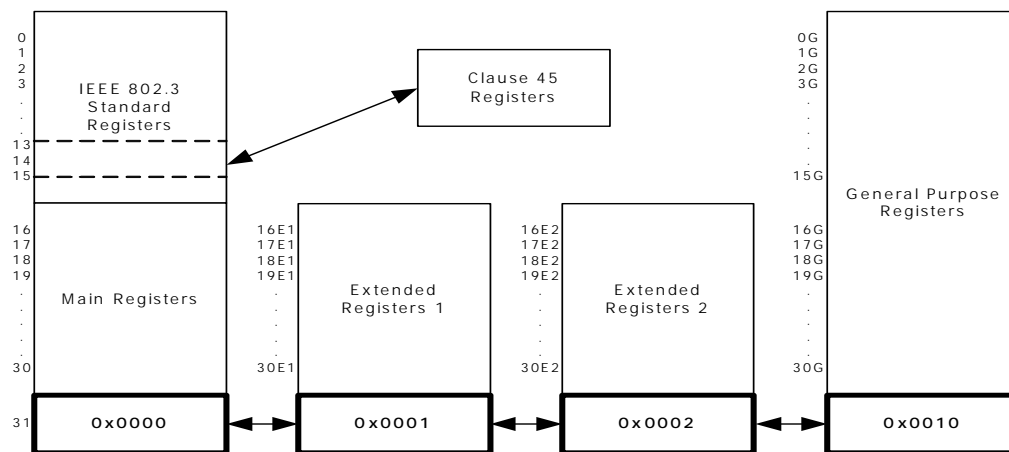 0
1
2
3
.
.
.
13
14
15
IEEE 802.3
Standard
Registers
Clause 45
Registers
0G
1G
2G
3G
.
.
.
.
.
15G
16G
17G
18G
19G
.
.
.
.
.
30G
General Purpose
Registers
16
17
18
19
.
.
.
.
.
30
Main Registers
16E1
17E1
18E1
19E1
.
.
.
.
.
30E1
Extended
Registers 1
16E2
17E2
18E2
19E2
.
.
.
.
.
30E2
Extended
Registers 2
31
0x0000
0x0001
0x0002
0x0010